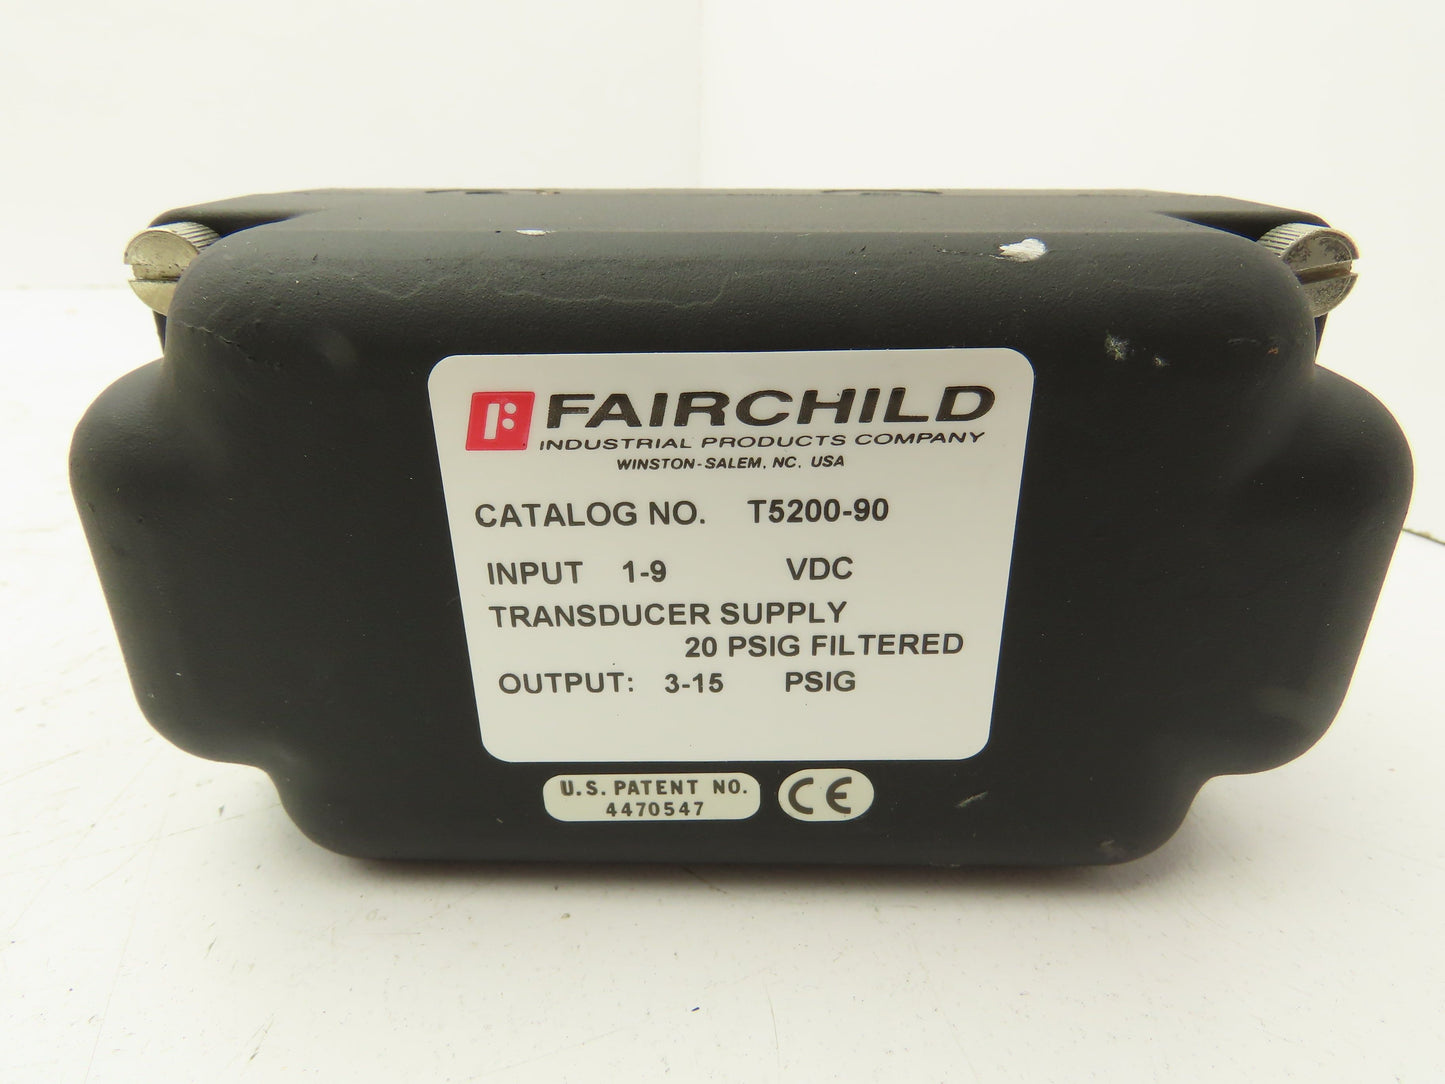 FAIRCHILD
INDUSTRIAL PRODUCTS COMPANY
WINSTON-SALEM, NC. USA
CATALOG NO. T5200-90
INPUT 1-9 VDC
TRANSDUCER SUPPLY
20 PSIG FILTERED
OUTPUT: 3-15 PSIG
U.S. PATENT NO.
4470547
CE